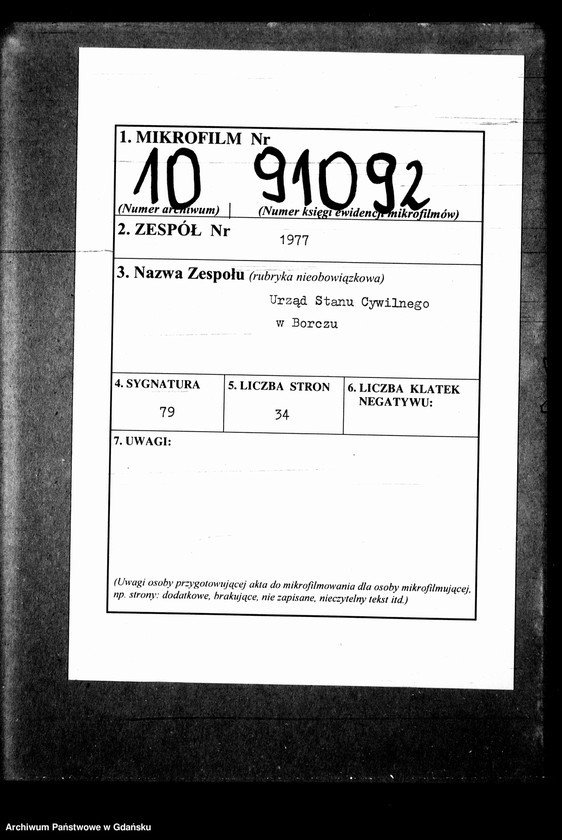 1. MIKROFILM Nr
10 91092
(Numer archiwum) (Numer księgi ewidencji mikrofilmów)
2. ZESPÓŁ Nr
1977
3. Nazwa Zespołu (rubryka nieobowiązkowa)
Urząd Stanu Cywilnego
w Borczu
4. SYGNATURA
79
5. LICZBA STRON
34
6. LICZBA KLATEK
NEGATYWU:
7. UWAGI:
(Uwagi osoby przygotowującej akta do mikrofilmowania dla osoby mikrofilmującej,
np. strony: dodatkowe, brakujące, nie zapisane, nieczytelny tekst itd.)
Archiwum Państwowe w Gdańsku